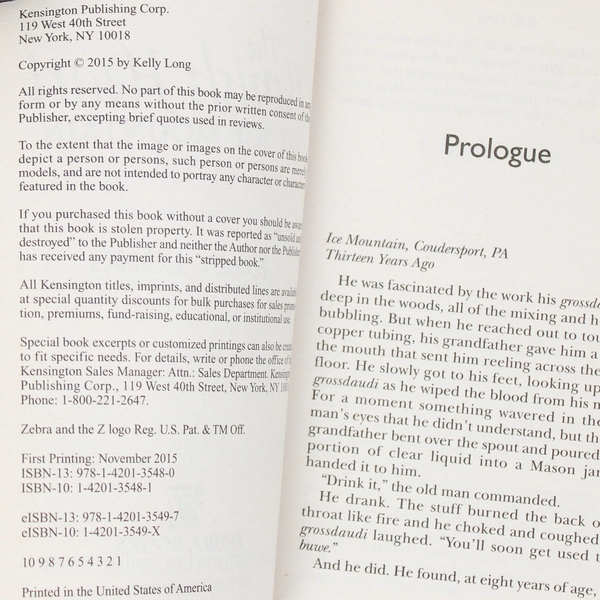 Kensington Publishing Corp.
119 West 40th Street
New York, NY 10018
Copyright © 2015 by Kelly Long
All rights reserved. No part of this book may be reproduced in
form or by any means without the prior written consent of
Publisher, excepting brief quotes used in reviews.
To the extent that the image or images on the cover of this book
depict a person or persons, such person or persons are
models, and are not intended to portray any character or
featured in the book.
If you purchased this book without a cover you should be
that this book is stolen property. It was reported as “unsold
destroyed” to the Publisher and neither the Author nor the
has received any payment for this “stripped book.”
All Kensington titles, imprints, and distributed lines are
at special quantity discounts for bulk purchases for sales
tion, premiums, fund-raising, educational, or institutional use.
Special book excerpts or customized printings can also be
to fit specific needs. For details, write or phone the office of
Kensington Sales Manager: Attn.: Sales Department.
Publishing Corp., 119 West 40th Street, New York, NY
Phone: 1-800-221-2647.
Zebra and the Z logo Reg. U.S. Pat. & TM Off.
First Printing: November 2015
ISBN-13: 978-1-4201-3548-0
ISBN-10: 1-4201-3548-1
eISBN-13: 978-1-4201-3549-7
eISBN-10: 1-4201-3549-X
10 9 8 7 6 5 4 3 2 1
Printed in the United States of America
Prologue
Ice Mountain, Coudersport, PA
Thirteen Years Ago
He was fascinated by the work his
deep in the woods, all of the mixing and
bubbling. But when he reached out to
copper tubing, his grandfather gave him a
the mouth that sent him reeling across the
floor. He slowly got to his feet, looking up
grossdaudi as he wiped the blood from his
For a moment something wavered in the
man’s eyes that he didn’t understand, but
grandfather bent over the spout and poured
portion of clear liquid into a Mason jar
handed it to him.
“Drink it,” the old man commanded.
He drank. The stuff burned the back
throat like fire and he choked and coughed
grossdaudi laughed. “You’ll soon get used
buwe.”
And he did. He found, at eight years of age,